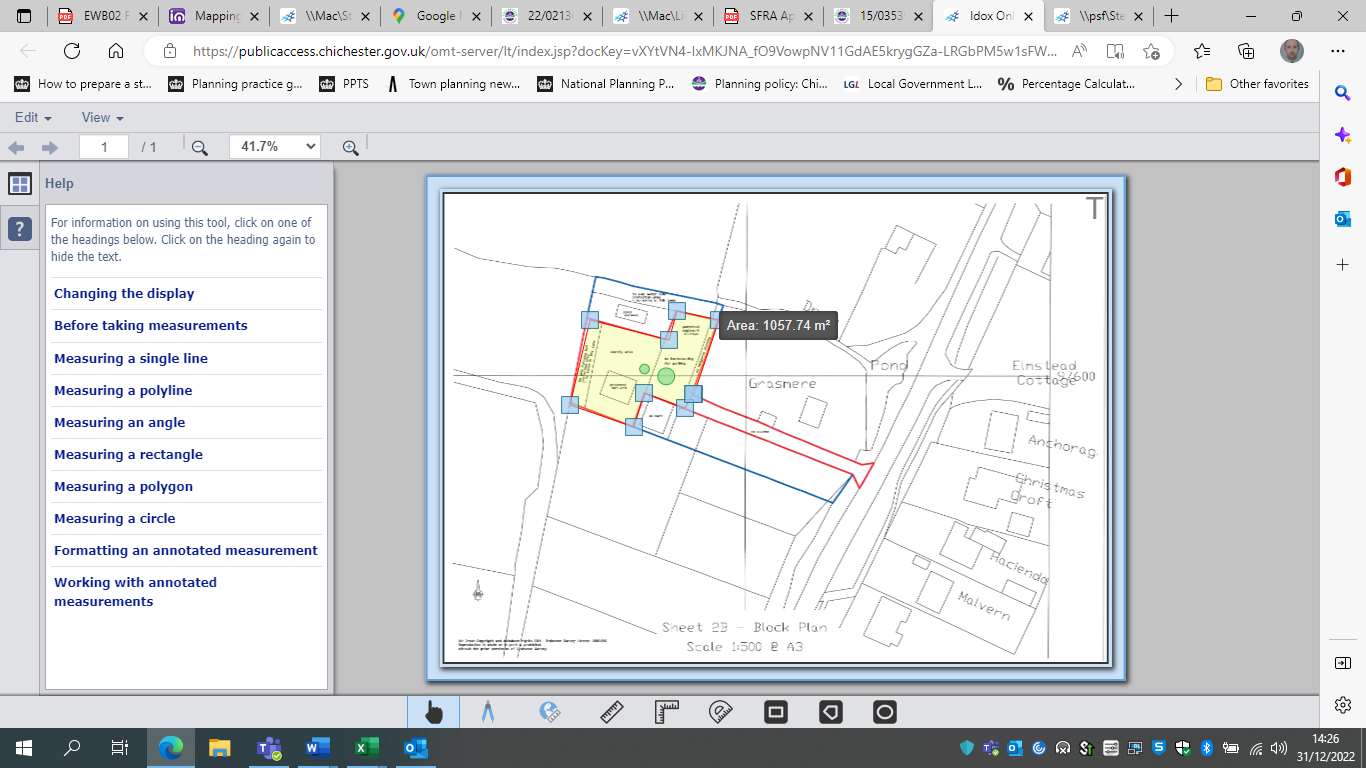 EWB02 F
Mapping
\\Mac\St
Google M
22/0213
\\Mac\Li
SFRA Ap
15/0353
Idox Onl
\\psf\Ste
https://publicaccess.chichester.gov.uk/omt-server/lt/index.jsp?docKey=vXYtVN4-IxMKJNA_fO9VowpNV11GdAE5krygGZa-LRGbPM5w1sFW...
How to prepare a st...
Planning practice g...
PPTS
Town planning new...
National Planning P...
Planning policy: Chi...
LGL Local Government L...
% Percentage Calculat...
Other favorites
Edit
View
1 / 1
41.7%
Help
For information on using this tool, click on one of
the headings below. Click on the heading again to
hide the text.
Changing the display
Before taking measurements
Measuring a single line
Measuring a polyline
Measuring an angle
Measuring a rectangle
Measuring a polygon
Measuring a circle
Formatting an annotated measurement
Working with annotated
measurements
T
Area: 1057.74 m²
Pond
Elmstead
Cottage
Grasmere
Anchorag
Christmas
Croft
Hacienda
Malvern
Sheet 2B - Block Plan
Scale 1:500 @ A3
14:26
31/12/2022